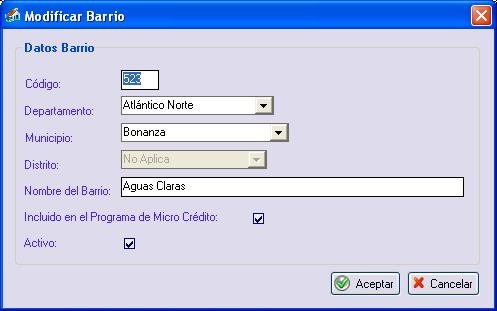 Modificar Barrio
Datos Barrio
Código: 523
Departamento: Atlántico Norte
Municipio: Bonanza
Distrito: No Aplica
Nombre del Barrio: Aguas Claras
Incluido en el Programa de Micro Crédito:
Activo:
Aceptar Cancelar